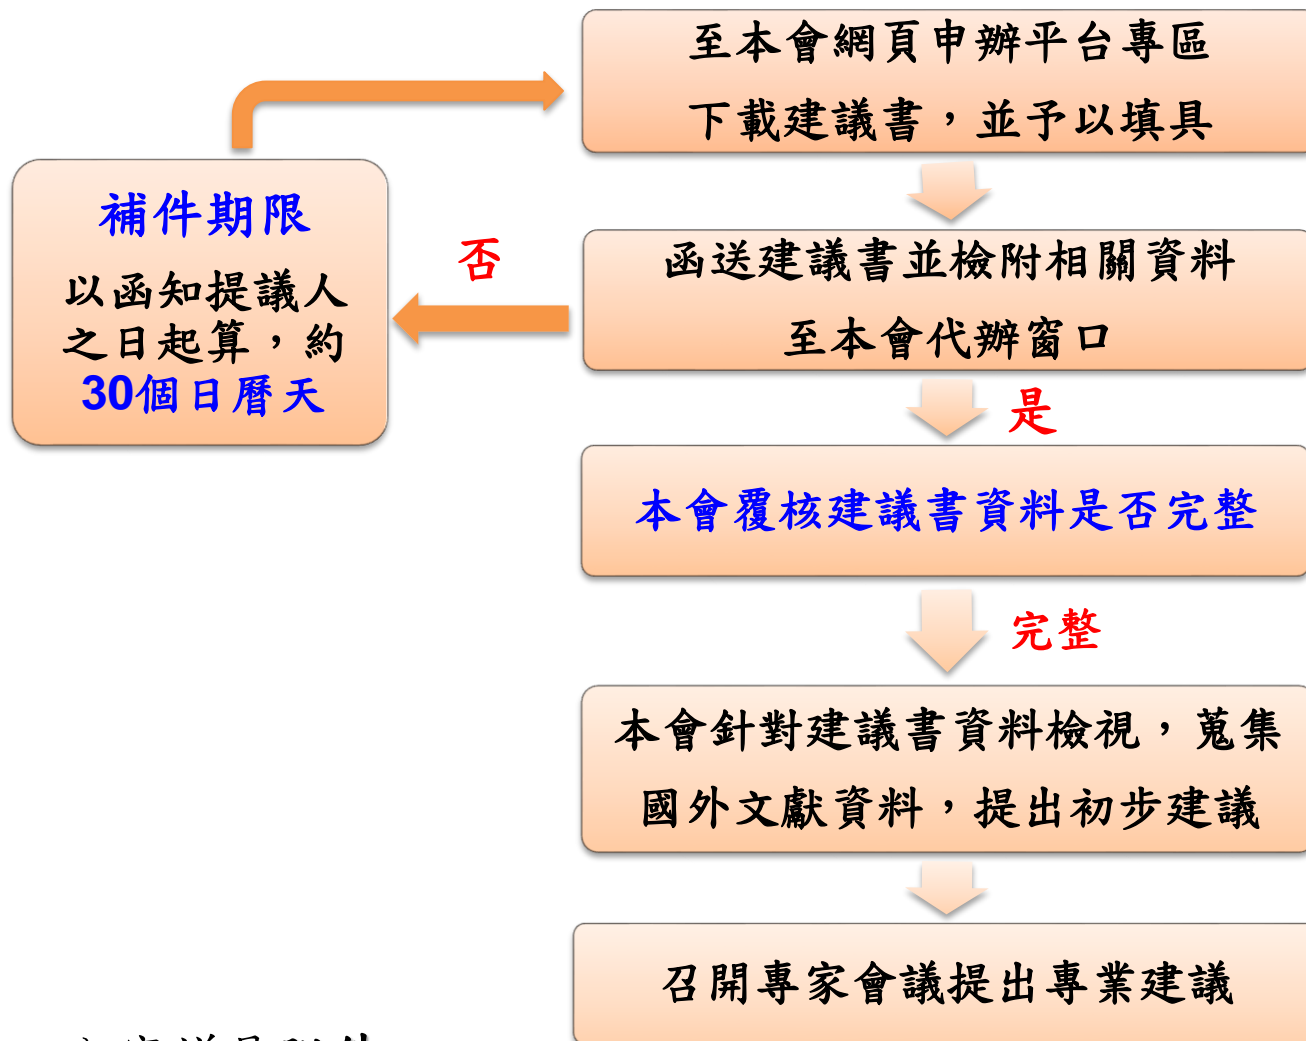 至本會網頁申辦平台專區
下載建議書，並予以填具
補件期限
以函知提議人
之日起算，約
30個日曆天
否
函送建議書並檢附相關資料
至本會代辦窗口
是
本會覆核建議書資料是否完整
完整
本會針對建議書資料檢視，蒐集
國外文獻資料，提出初步建議
召開專家會議提出專業建議